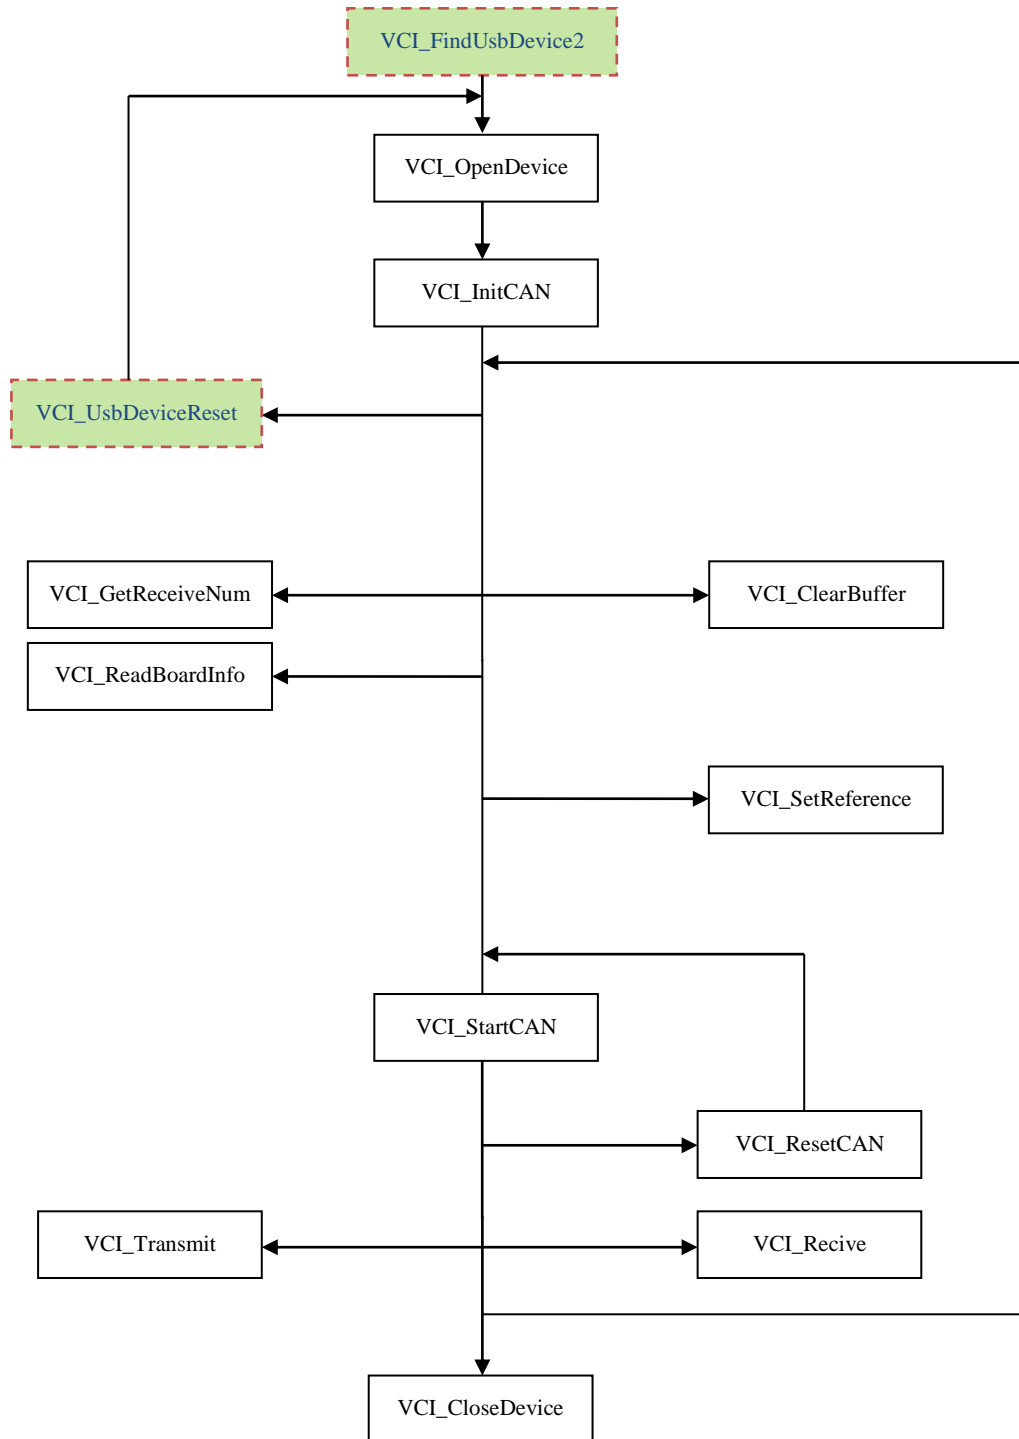 VCI_FindUsbDevice2
VCI_OpenDevice
VCI_InitCAN
VCI_UsbDeviceReset
VCI_GetReceiveNum
VCI_ClearBuffer
VCI_ReadBoardInfo
VCI_SetReference
VCI_StartCAN
VCI_ResetCAN
VCI_Transmit
VCI_Recive
VCI_CloseDevice